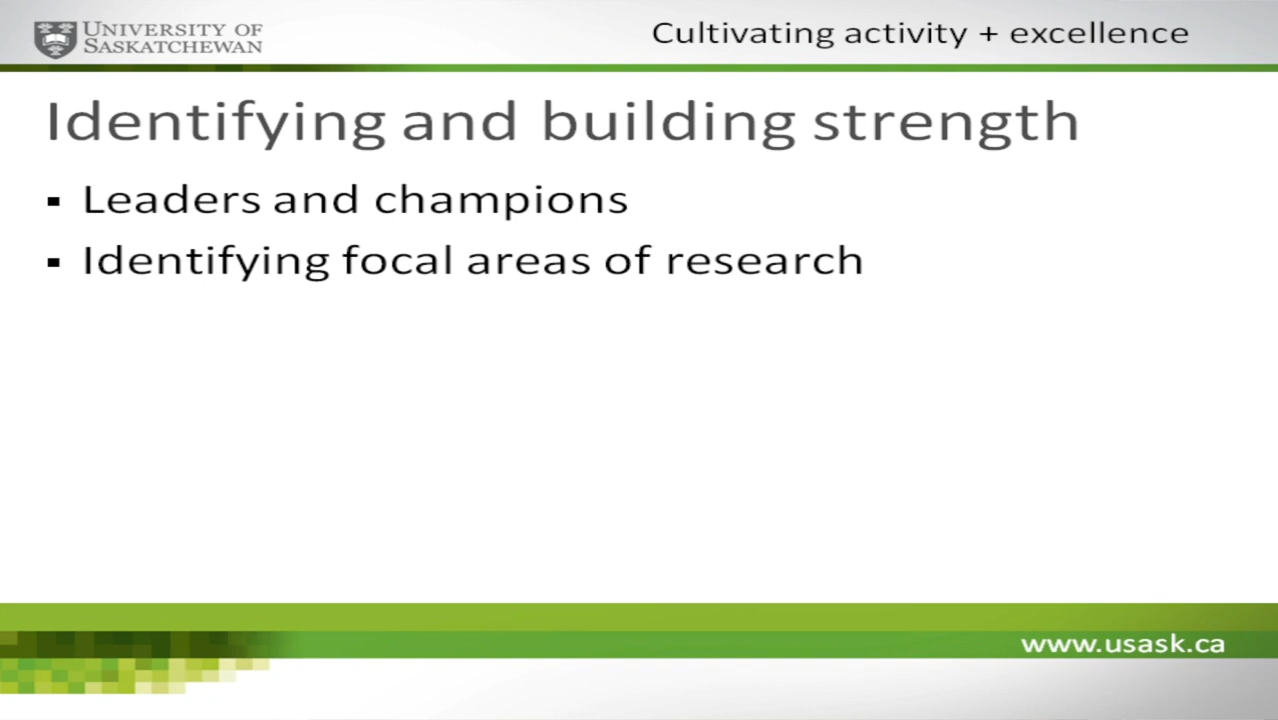 UNIVERSITY OF
SASKATCHEWAN
Cultivating activity + excellence
Identifying and building strength
▪ Leaders and champions
▪ Identifying focal areas of research
www.usask.ca